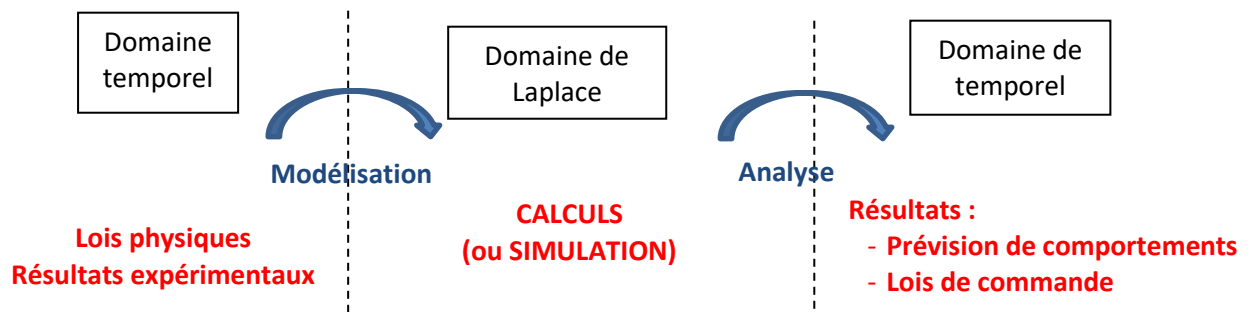 Domaine
temporel
Domaine de
Laplace
Domaine de
temporel
Modélisation
Analyse
Lois physiques
Résultats expérimentaux
CALCULS
(ou SIMULATION)
Résultats :
- Prévision de comportements
- Lois de commande